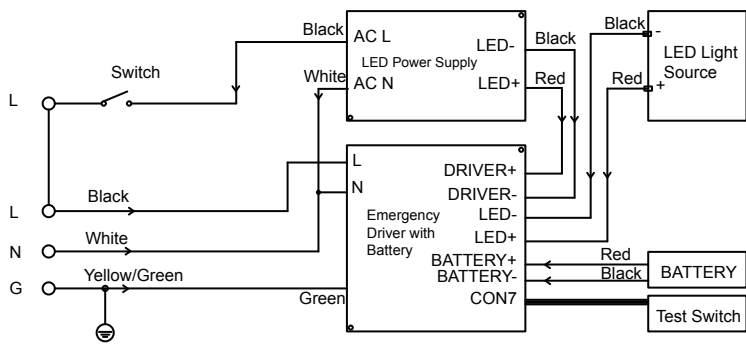 Black
AC L
LED Power Supply
White
AC N
LED-
Black
LED+
Red
Black
-
LED Light
Source
Red
+
Switch
L
L
Black
N
White
G
Yellow/Green
Green
L
N
Emergency
Driver with
Battery
DRIVER+
DRIVER-
LED-
LED+
BATTERY+
BATTERY-
CON7
Red
Black
BATTERY
Test Switch